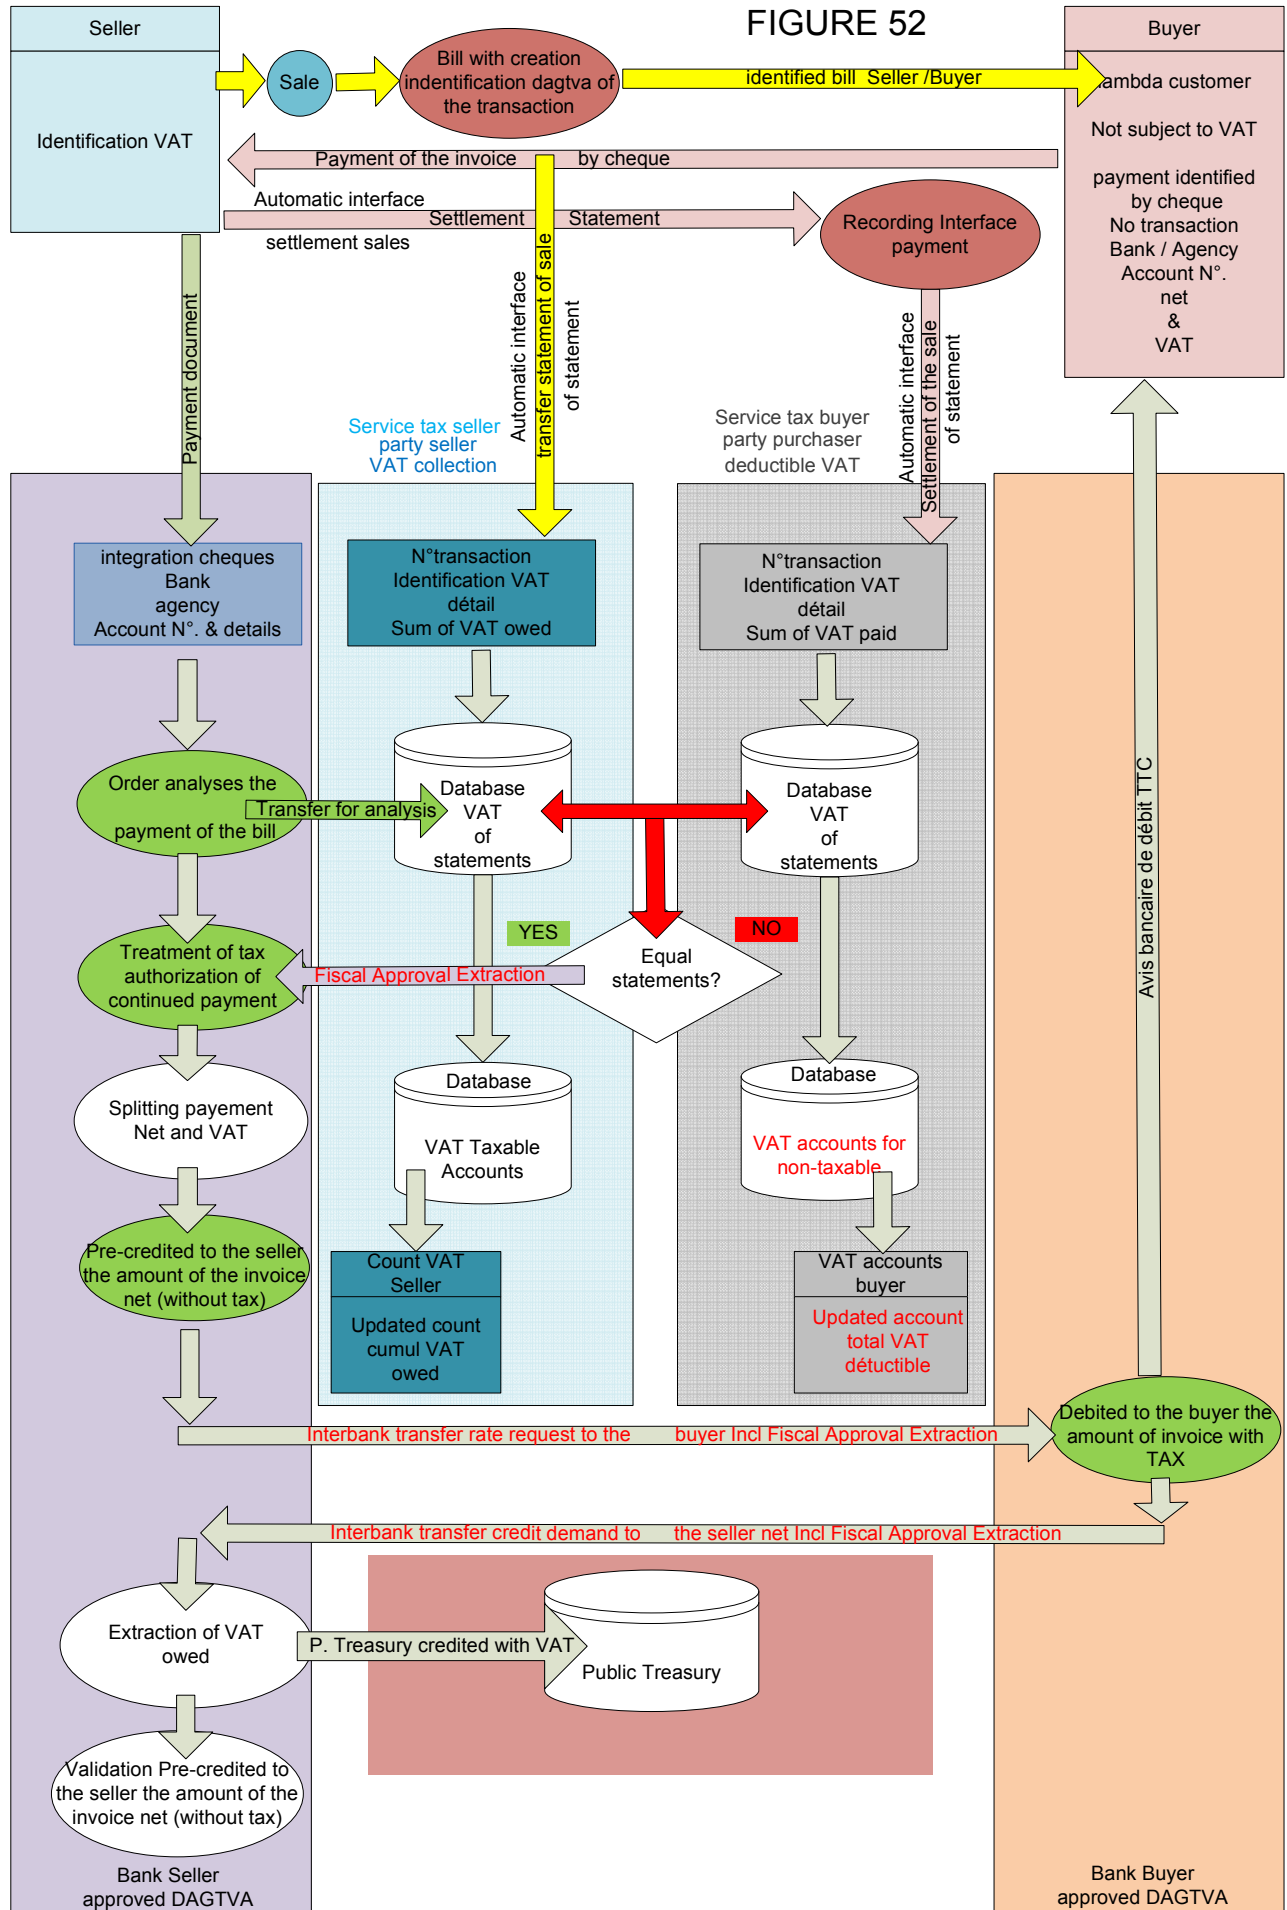 FIGURE 52
Seller
Identification VAT
Sale
Bill with creation
indentification dagtva of
the transaction
identified bill Seller /Buyer
Buyer
lambda customer
Not subject to VAT
payment identified
by cheque
No transaction
Bank / Agency
Account N°.
net
&
VAT
Payment of the invoice by cheque
Automatic interface
Settlement Statement
settlement sales
Recording Interface
payment
Payment document
Automatic interface
transfer statement of sale
of statement
Automatic interface
Settlement of the sale
of statement
Service tax seller
party seller
VAT collection
Service tax buyer
party purchaser
deductible VAT
integration cheques
Bank
agency
Account N°. & details
N°transaction
Identification VAT
détail
Sum of VAT owed
N°transaction
Identification VAT
détail
Sum of VAT paid
Order analyses the
payment of the bill
Transfer for analysis
Database
VAT
of
statements
Database
VAT
of
statements
YES
NO
Equal
statements?
Fiscal Approval Extraction
Treatment of tax
authorization of
continued payment
Avis bancaire de débit TTC
Splitting payement
Net and VAT
Database
VAT Taxable
Accounts
Database
VAT accounts for
non-taxable
Pre-credited to the seller
the amount of the invoice
net (without tax)
Count VAT
Seller
Updated count
cumul VAT
owed
VAT accounts
buyer
Updated account
total VAT
détuctible
Interbank transfer rate request to the buyer Incl Fiscal Approval Extraction
Debited to the buyer the
amount of invoice with
TAX
Interbank transfer credit demand to the seller net Incl Fiscal Approval Extraction
Extraction of VAT
owed
P. Treasury credited with VAT
Public Treasury
Validation Pre-credited to
the seller the amount of the
invoice net (without tax)
Bank Seller
approved DAGTVA
Bank Buyer
approved DAGTVA